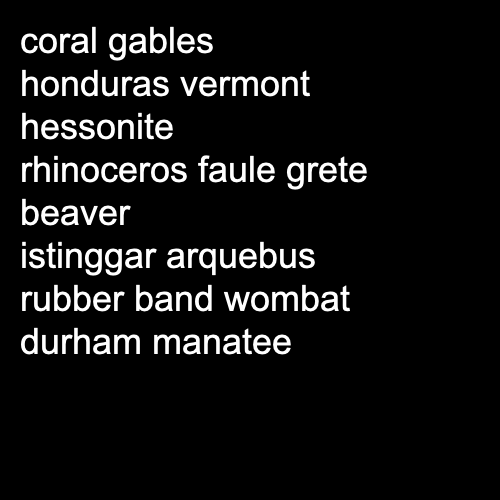 coral gables
honduras vermont
hessonite
rhinoceros faule grete
beaver
istinggar arquebus
rubber band wombat
durham manatee